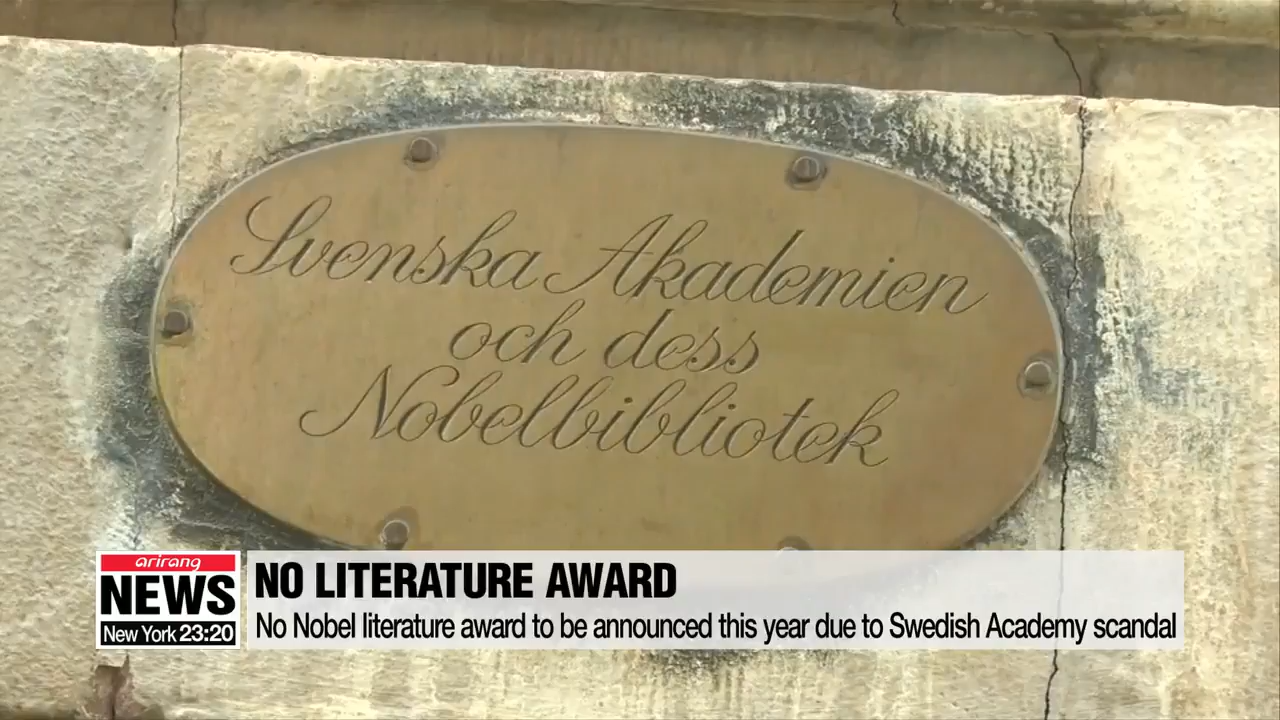 Svenska Akademien
och dess
Nobelbibliotek
arirang
NEWS
New York 23:20
NO LITERATURE AWARD
No Nobel literature award to be announced this year due to Swedish Academy scandal